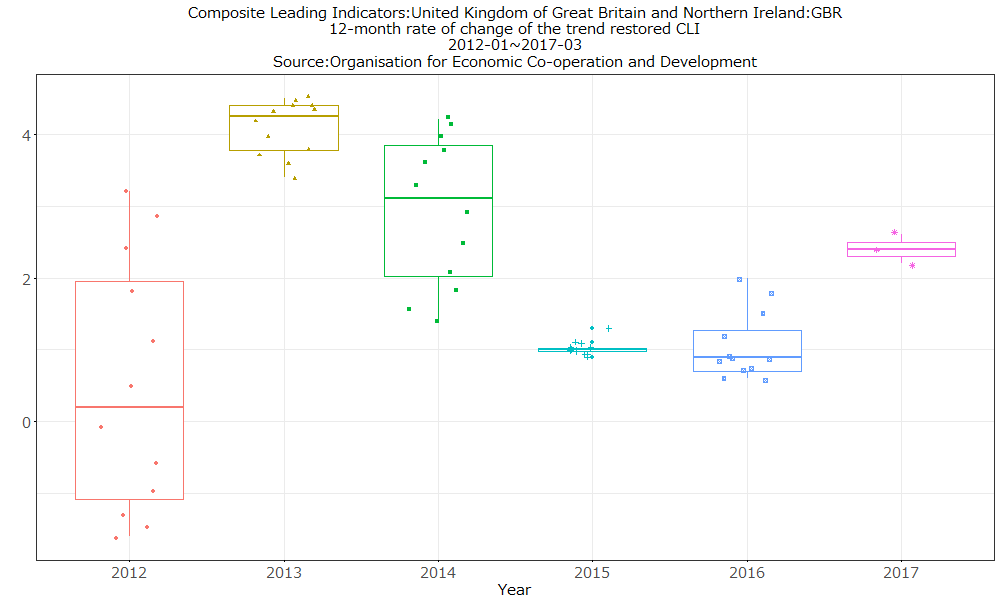 Composite Leading Indicators:United Kingdom of Great Britain and Northern Ireland:GBR
12-month rate of change of the trend restored CLI
2012-01~2017-03
Source:Organisation for Economic Co-operation and Development
4
2
0
2012 2013 2014 2015 2016 2017
Year